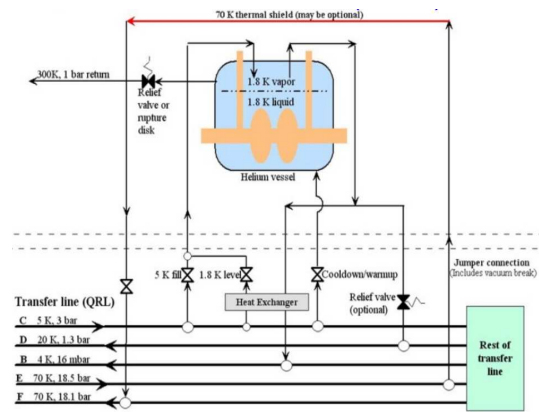 70 K thermal shield (may be optional)
300K, 1 bar return
Relief
valve or
rupture
disk
1.8 K vapor
1.8 K liquid
Helium vessel
Jumper connection
(Includes vacuum break)
5 K fill
1.8 K level
Cooldown/warmup
Heat Exchanger
Relief valve
(optional)
Transfer line (QRL)
C 5 K, 3 bar
D 20 K, 1.3 bar
B 4 K, 16 mbar
E 70 K, 18.5 bar
F 70 K, 18.1 bar
Rest of
transfer
line